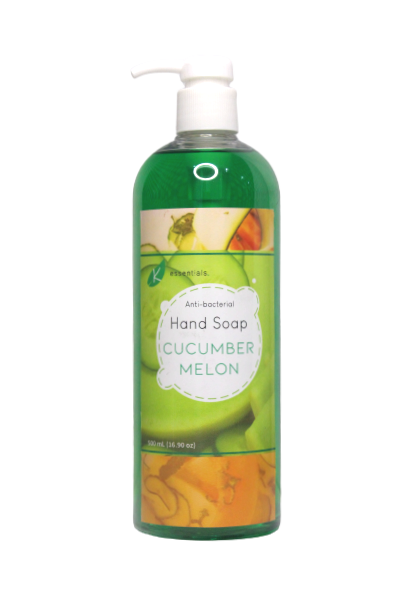 K
essentials.
Anti-bacterial
Hand Soap
CUCUMBER
MELON
500 mL (16.90 oz)